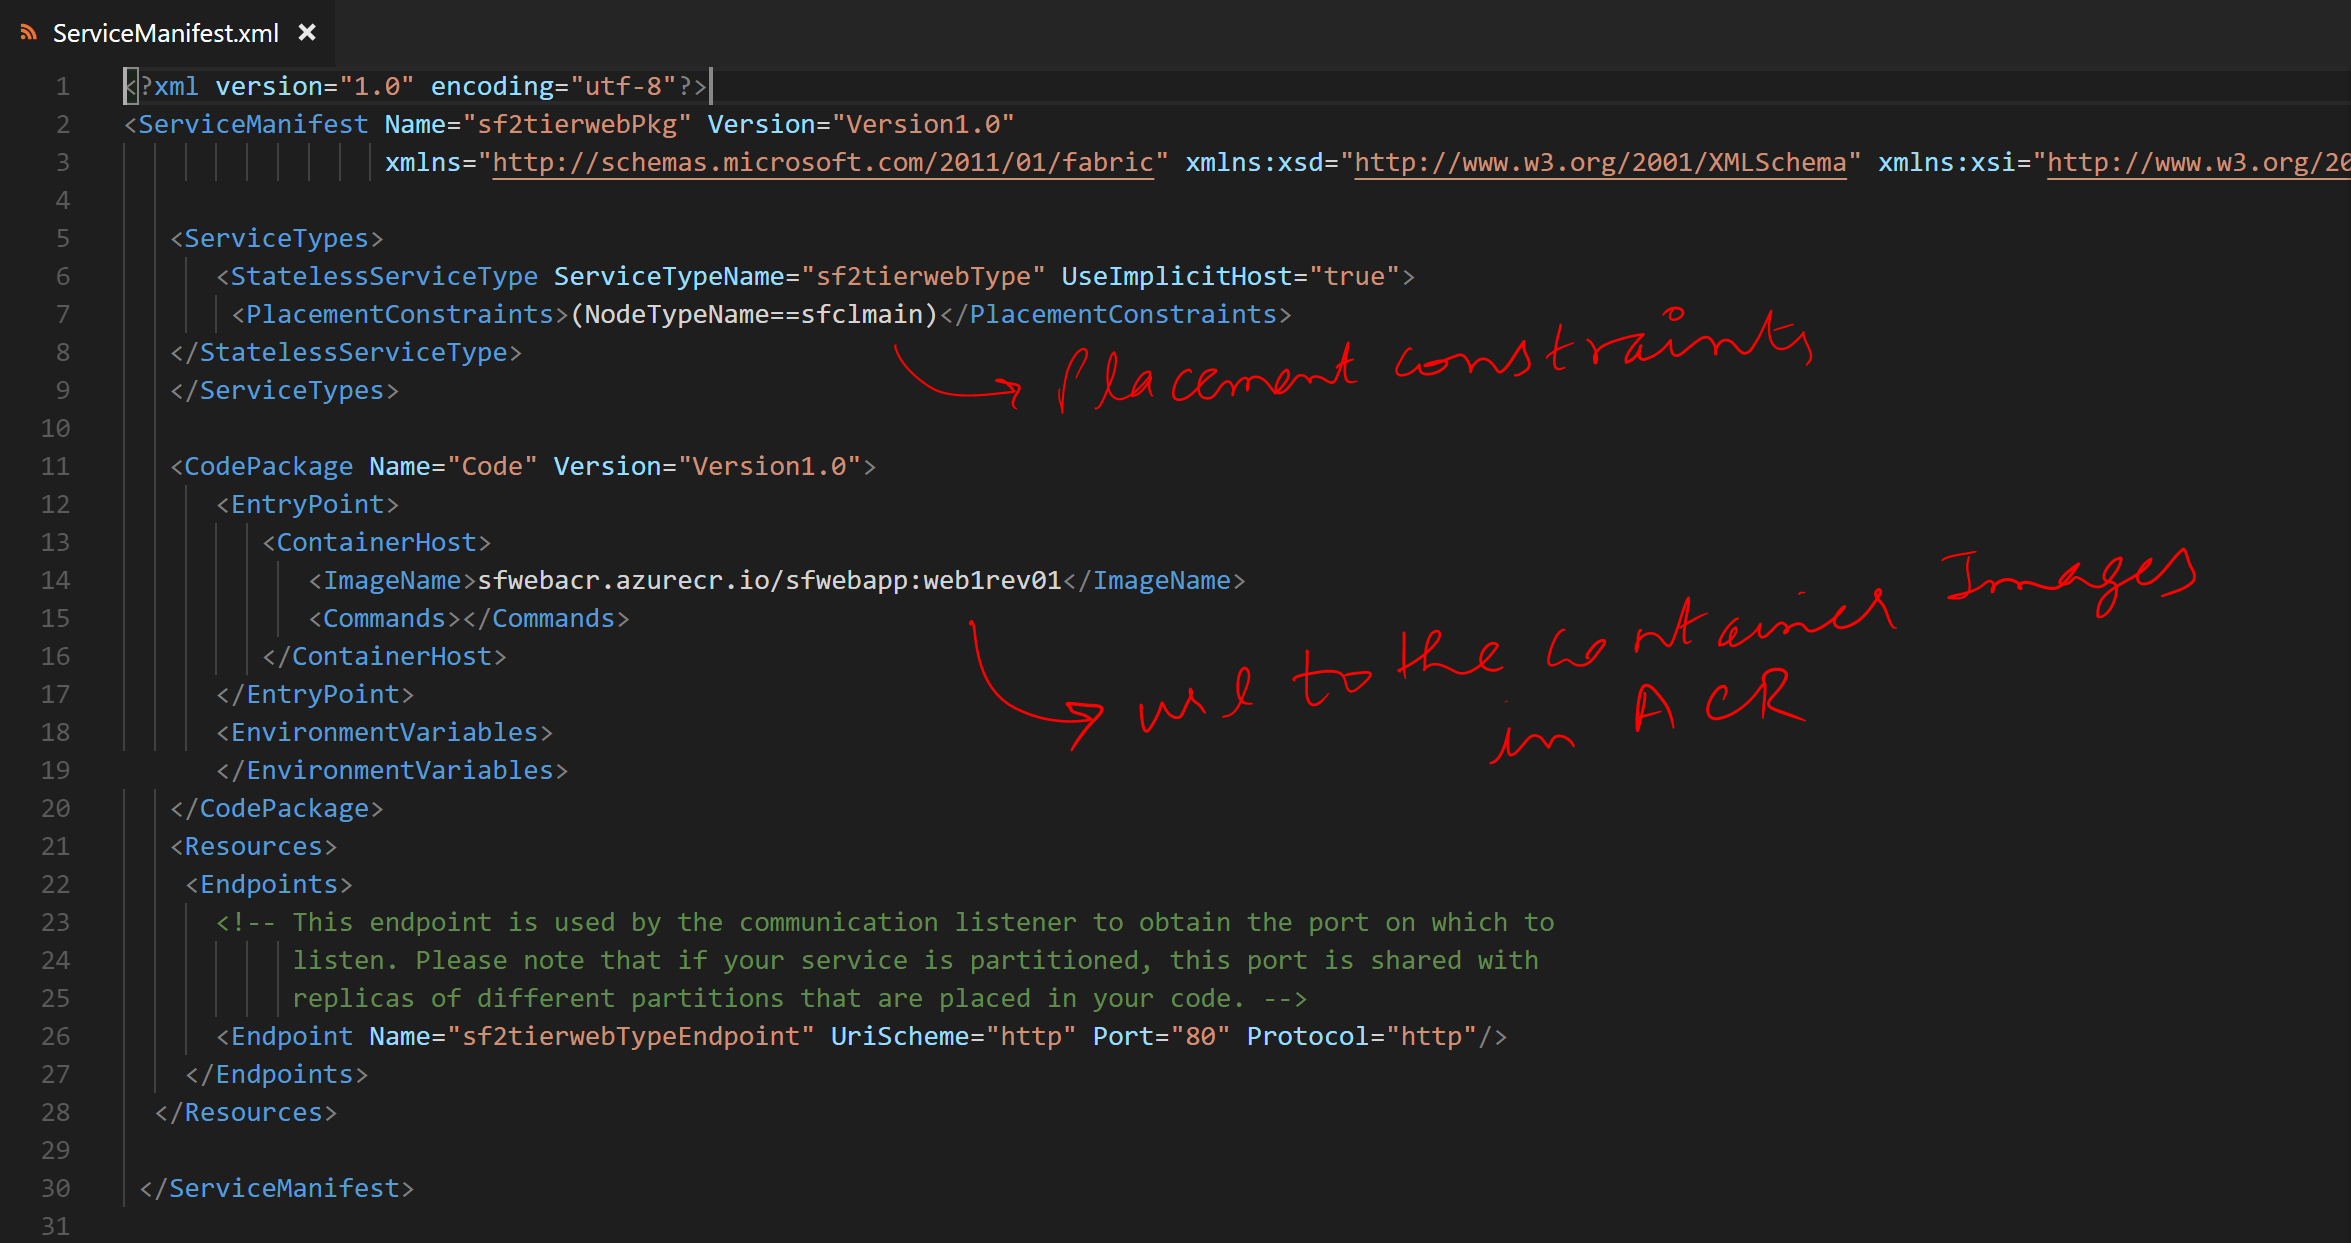 ServiceManifest.xml ×
1 <?xml version="1.0" encoding="utf-8"?>
2 <ServiceManifest Name="sf2tierwebPkg" Version="Version1.0"
3 xmlns="http://schemas.microsoft.com/2011/01/fabric" xmlns:xsd="http://www.w3.org/2001/XMLSchema" xmlns:xsi="http://www.w3.org/20
4
5 <ServiceTypes>
6 <StatelessServiceType ServiceTypeName="sf2tierwebType" UseImplicitHost="true">
7 <PlacementConstraints>(NodeTypeName==sfclmain)</PlacementConstraints>
8 </StatelessServiceType>
Placement constraints
9 </ServiceTypes>
10
11 <CodePackage Name="Code" Version="Version1.0">
12 <EntryPoint>
13 <ContainerHost>
14 <ImageName>sfwebacr.azurecr.io/sfwebapp:web1rev01</ImageName>
15 <Commands></Commands>
16 </ContainerHost>
url to the container Images
in ACR
17 </EntryPoint>
18 <EnvironmentVariables>
19 </EnvironmentVariables>
20 </CodePackage>
21 <Resources>
22 <Endpoints>
23 <!-- This endpoint is used by the communication listener to obtain the port on which to
24 listen. Please note that if your service is partitioned, this port is shared with
25 replicas of different partitions that are placed in your code. -->
26 <Endpoint Name="sf2tierwebTypeEndpoint" UriScheme="http" Port="80" Protocol="http"/>
27 </Endpoints>
28 </Resources>
29
30 </ServiceManifest>
31